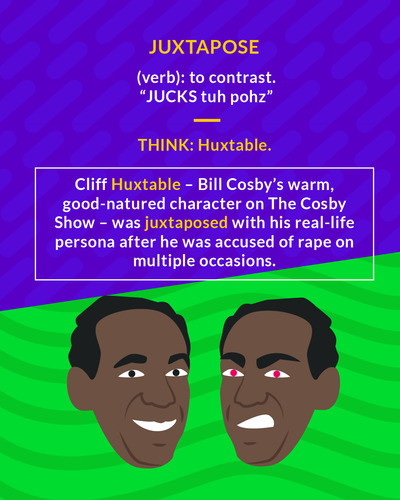 JUXTAPOSE
(verb): to contrast.
“JUCKS tuh pohz”
THINK: Huxtable.
Cliff Huxtable – Bill Cosby’s warm,
good-natured character on The Cosby
Show – was juxtaposed with his real-life
persona after he was accused of rape on
multiple occasions.